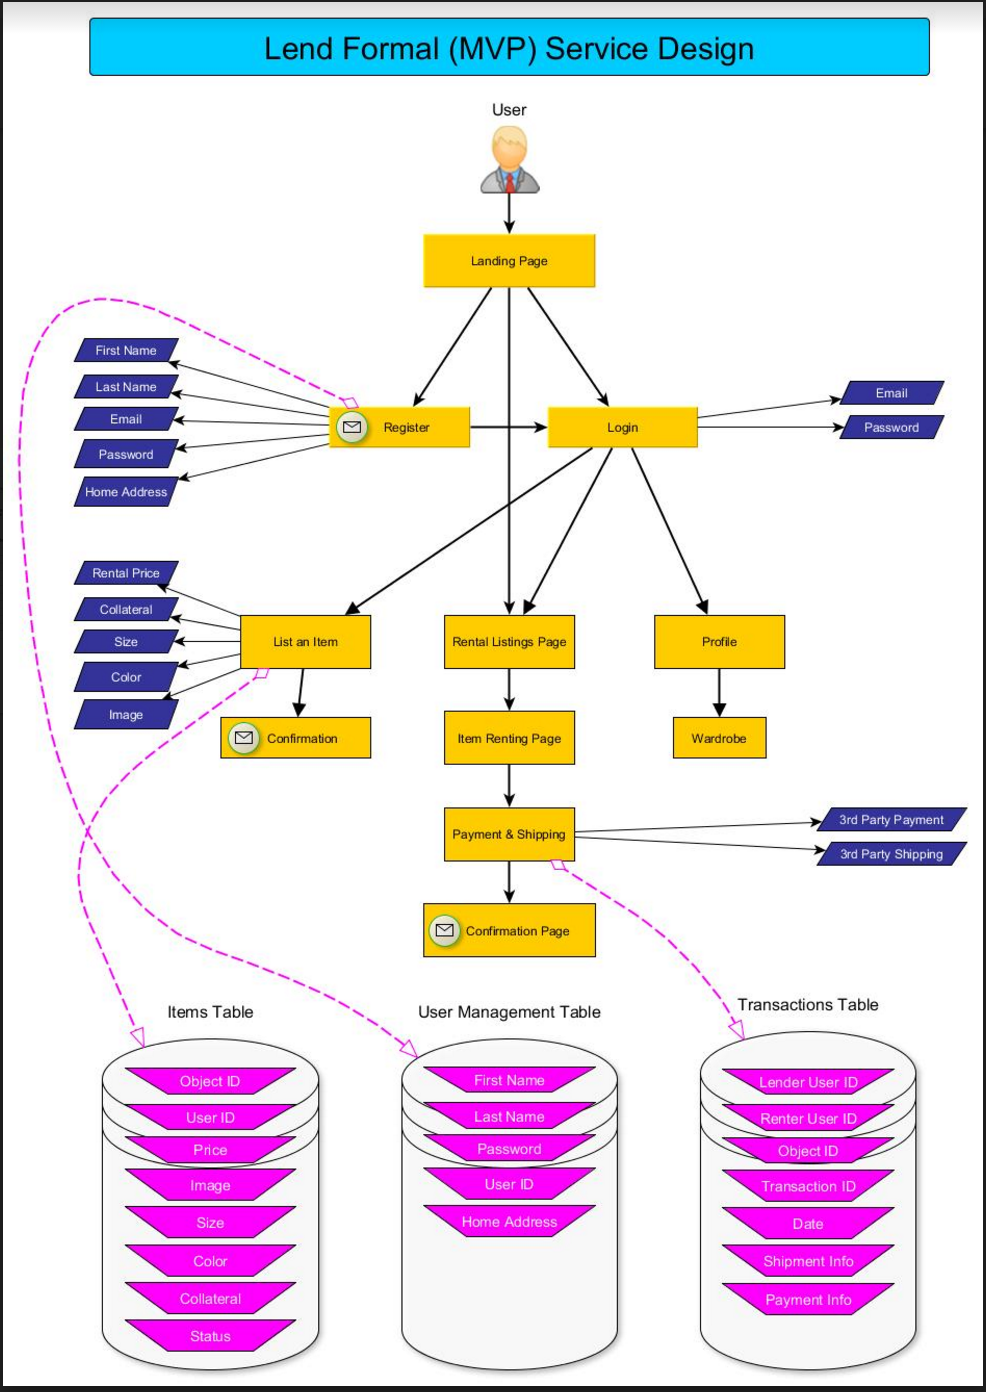 Lend Formal (MVP) Service Design
User
Landing Page
First Name
Last Name
Email
Password
Home Address
Register
Login
Email
Password
Rental Price
Collateral
Size
Color
Image
List an Item
Rental Listings Page
Profile
Confirmation
Item Renting Page
Wardrobe
Payment & Shipping
3rd Party Payment
3rd Party Shipping
Confirmation Page
Items Table
Object ID
User ID
Price
Image
Size
Color
Collateral
Status
User Management Table
First Name
Last Name
Password
User ID
Home Address
Transactions Table
Lender User ID
Renter User ID
Object ID
Transaction ID
Date
Shipment Info
Payment Info